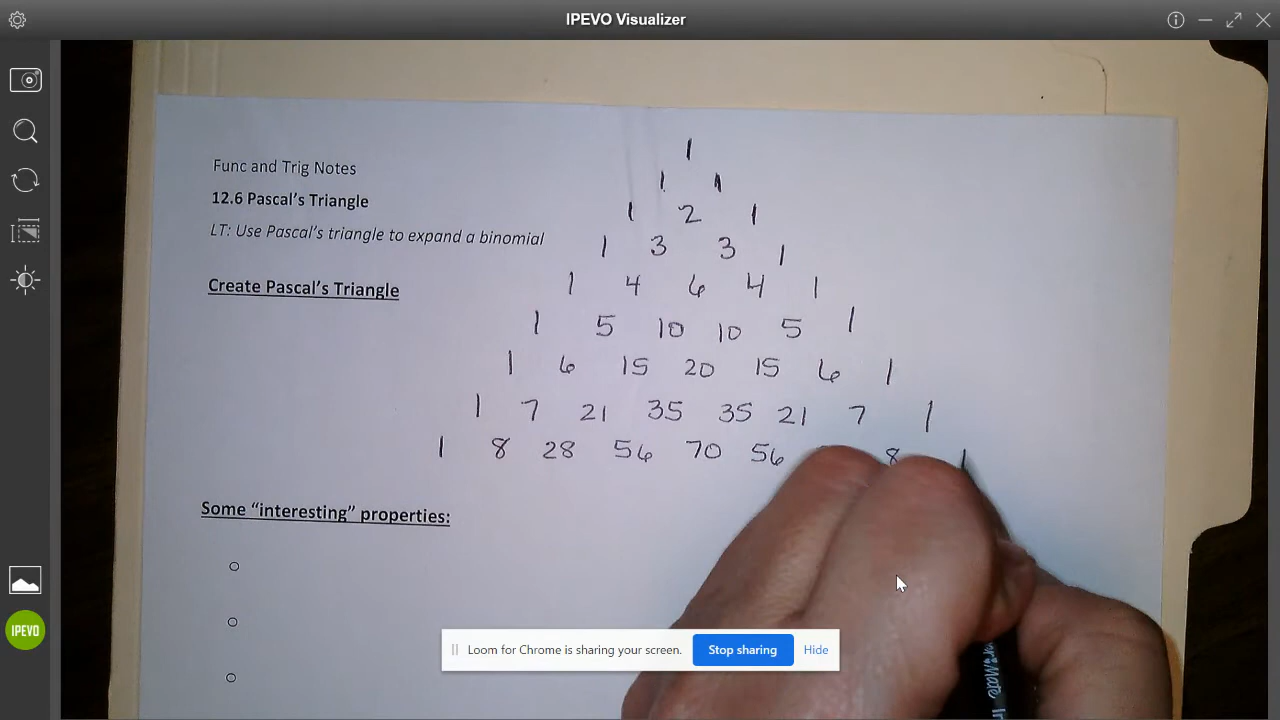 IPEVO Visualizer
Func and Trig Notes
12.6 Pascal's Triangle
LT: Use Pascal's triangle to expand a binomial
Create Pascal's Triangle
1
1 1
1 2 1
1 3 3 1
1 4 6 4 1
1 5 10 10 5 1
1 6 15 20 15 6 1
1 7 21 35 35 21 7 1
1 8 28 56 70 56 8 1
Some “interesting” properties:
IPEVO
Loom for Chrome is sharing your screen.
Stop sharing
Hide